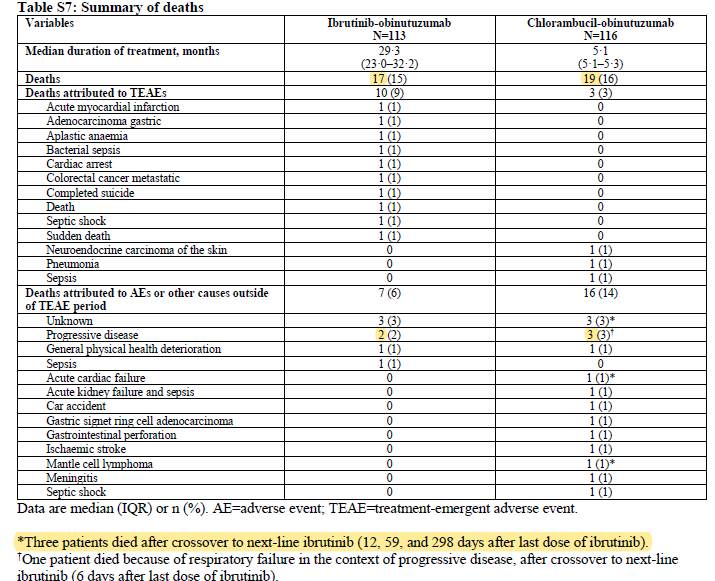 Table S7: Summary of deaths
Variables Ibrutinib-obinutuzumab Chlorambucil-obinutuzumab
N=113 N=116
Median duration of treatment, months 29·3 5·1
(23·0–32·2) (5·1–5·3)
Deaths 17 (15) 19 (16)
Deaths attributed to TEAEs 10 (9) 3 (3)
Acute myocardial infarction 1 (1) 0
Adenocarcinoma gastric 1 (1) 0
Aplastic anaemia 1 (1) 0
Bacterial sepsis 1 (1) 0
Cardiac arrest 1 (1) 0
Colorectal cancer metastatic 1 (1) 0
Completed suicide 1 (1) 0
Death 1 (1) 0
Septic shock 1 (1) 0
Sudden death 1 (1) 0
Neuroendocrine carcinoma of the skin 0 1 (1)
Pneumonia 0 1 (1)
Sepsis 0 1 (1)
Deaths attributed to AEs or other causes outside 7 (6) 16 (14)
of TEAE period
Unknown 3 (3) 3 (3)*
Progressive disease 2 (2) 3 (3)†
General physical health deterioration 1 (1) 1 (1)
Sepsis 1 (1) 0
Acute cardiac failure 0 1 (1)*
Acute kidney failure and sepsis 0 1 (1)
Car accident 0 1 (1)
Gastric signet ring cell adenocarcinoma 0 1 (1)
Gastrointestinal perforation 0 1 (1)
Ischaemic stroke 0 1 (1)
Mantle cell lymphoma 0 1 (1)*
Meningitis 0 1 (1)
Septic shock 0 1 (1)
Data are median (IQR) or n (%). AE=adverse event; TEAE=treatment-emergent adverse event.
*Three patients died after crossover to next-line ibrutinib (12, 59, and 298 days after last dose of ibrutinib).
†One patient died because of respiratory failure in the context of progressive disease, after crossover to next-line
ibrutinib (6 days after last dose of ibrutinib).